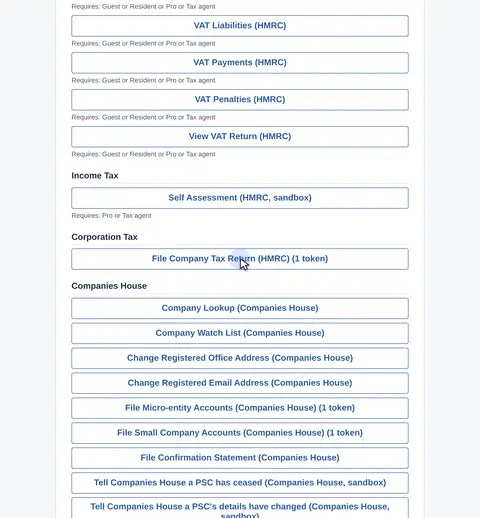 Requires: Guest or Resident or Pro or Tax agent
VAT Liabilities (HMRC)
Requires: Guest or Resident or Pro or Tax agent
VAT Payments (HMRC)
Requires: Guest or Resident or Pro or Tax agent
VAT Penalties (HMRC)
Requires: Guest or Resident or Pro or Tax agent
View VAT Return (HMRC)
Requires: Guest or Resident or Pro or Tax agent
Income Tax
Self Assessment (HMRC, sandbox)
Requires: Pro or Tax agent
Corporation Tax
File Company Tax Return (HMRC) (1 token)
Companies House
Company Lookup (Companies House)
Company Watch List (Companies House)
Change Registered Office Address (Companies House)
Change Registered Email Address (Companies House)
File Micro-entity Accounts (Companies House) (1 token)
File Small Company Accounts (Companies House) (1 token)
File Confirmation Statement (Companies House)
Tell Companies House a PSC has ceased (Companies House, sandbox)
Tell Companies House a PSC's details have changed (Companies House,
sandbox)